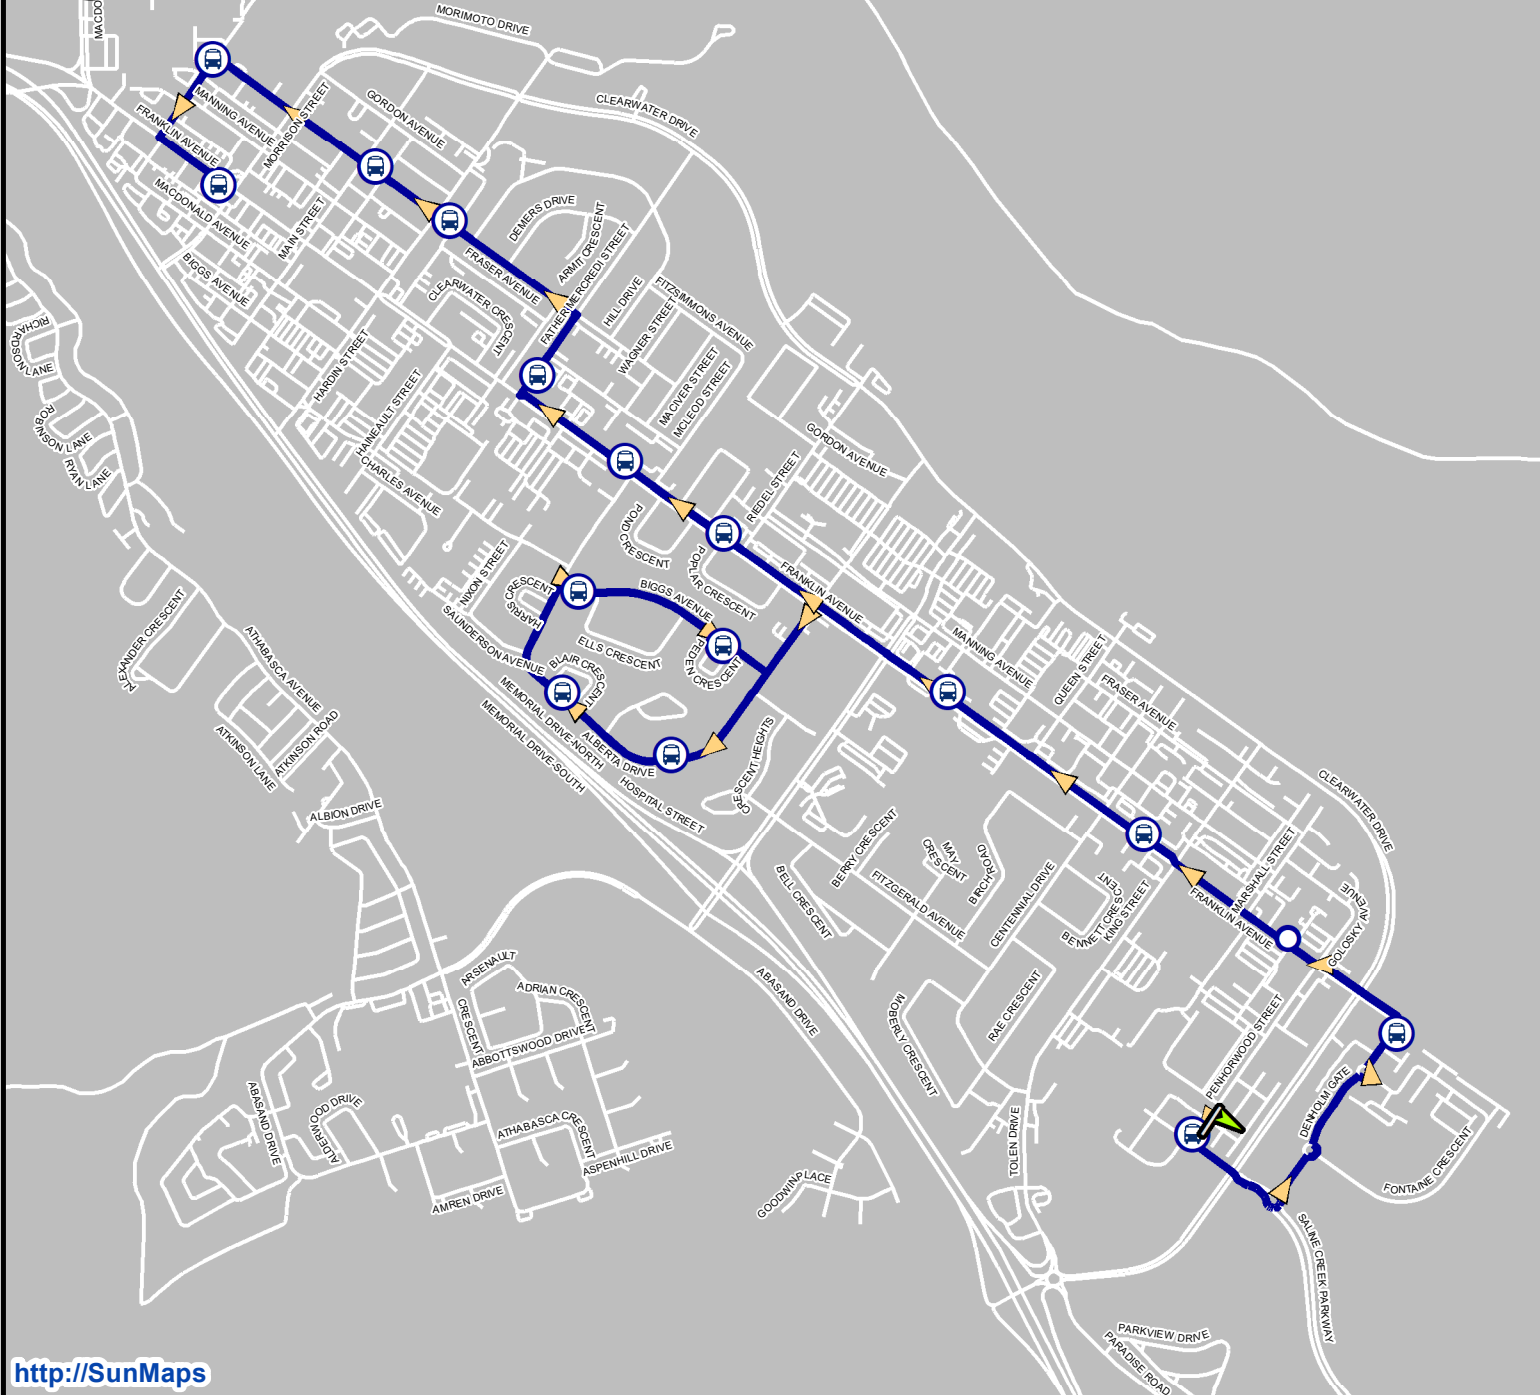 MACDO
MORIMOTO DRIVE
CLEARWATER DRIVE
GORDON AVENUE
MANNING AVENUE
MORRISON STREET
FRANKLIN AVENUE
MACDONALD AVENUE
MAIN STREET
BIGGS AVENUE
DEMERS DRIVE
ARMIT CRESCENT
FRASER AVENUE
FATHERMERCREDI STREET
HILL DRIVE
FITZSIMMONS AVENUE
WAGNER STREET
CLEARWATER CRESCENT
MACIVER STREET
MCLEOD STREET
RICHARDSON LANE
HARDIN STREET
HAINEAULT STREET
ROBINSON LANE
RYAN LANE
CHARLES AVENUE
GORDON AVENUE
RIEDEL STREET
POND CRESCENT
POPLAR CRESCENT
FRANKLIN AVENUE
NIXON STREET
HARRIS CRESCENT
BIGGS AVENUE
SAUNDERSON AVENUE
ELLS CRESCENT
PEDEN CRESCENT
BLAIR CRESCENT
ALEXANDER CRESCENT
ATHABASCA AVENUE
MANNING AVENUE
QUEEN STREET
FRASER AVENUE
MEMORIAL DRIVE-NORTH
MEMORIAL DRIVE-SOUTH
ALBERTA DRIVE
HOSPITAL STREET
CRESCENT HEIGHTS
ATKINSON LANE
ATKINSON ROAD
ALBION DRIVE
CLEARWATER DRIVE
BERRY CRESCENT
MAY CRESCENT
BIRCH ROAD
BELL CRESCENT
FITZGERALD AVENUE
CENTENNIAL DRIVE
BENNETT CRESCENT
KING STREET
MARSHALL STREET
FRANKLIN AVENUE
GOLOSKY AVENUE
ARSENAULT CRESCENT
ADRIAN CRESCENT
ABBOTTSWOOD DRIVE
ABASAND DRIVE
MOBERLY CRESCENT
RAE CRESCENT
PENHORWOOD STREET
DENHOLM GATE
ABASAND DRIVE
ALDERWOOD DRIVE
ATHABASCA CRESCENT
ASPENHILL DRIVE
AMREN DRIVE
GOODWIN PLACE
TOLEN DRIVE
FONTAINE CRESCENT
SALINE CREEK PARKWAY
PARKVIEW DRIVE
PARADISE ROAD
http://SunMaps